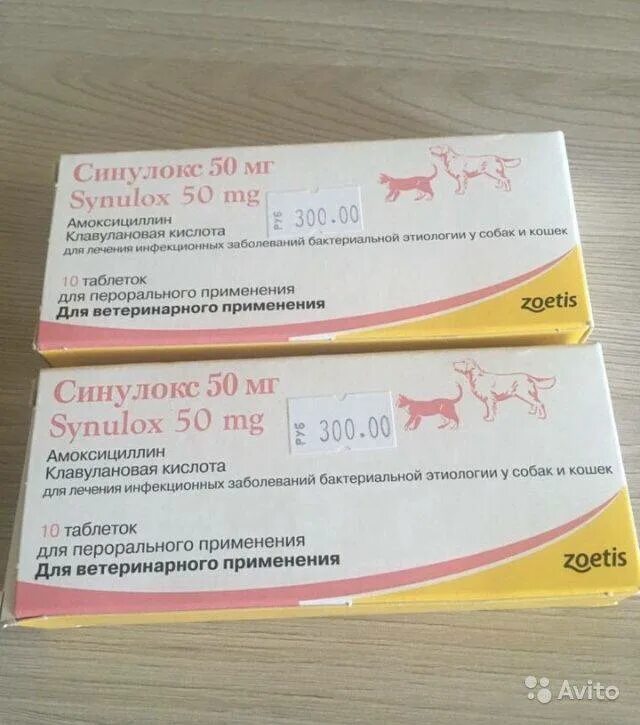 Синулокс 50 мг
Synulox 50 mg
РУБ 300.00
Амоксициллин
Клавулановая кислота
для лечения инфекционных заболеваний бактериальной этиологии у собак и кошек
10 таблеток
для перорального применения
Для ветеринарного применения
zoetis
Синулокс 50 мг
Synulox 50 mg
РУБ 300.00
Амоксициллин
Клавулановая кислота
для лечения инфекционных заболеваний бактериальной этиологии у собак и кошек
10 таблеток
для перорального применения
Для ветеринарного применения
zoetis
Avito